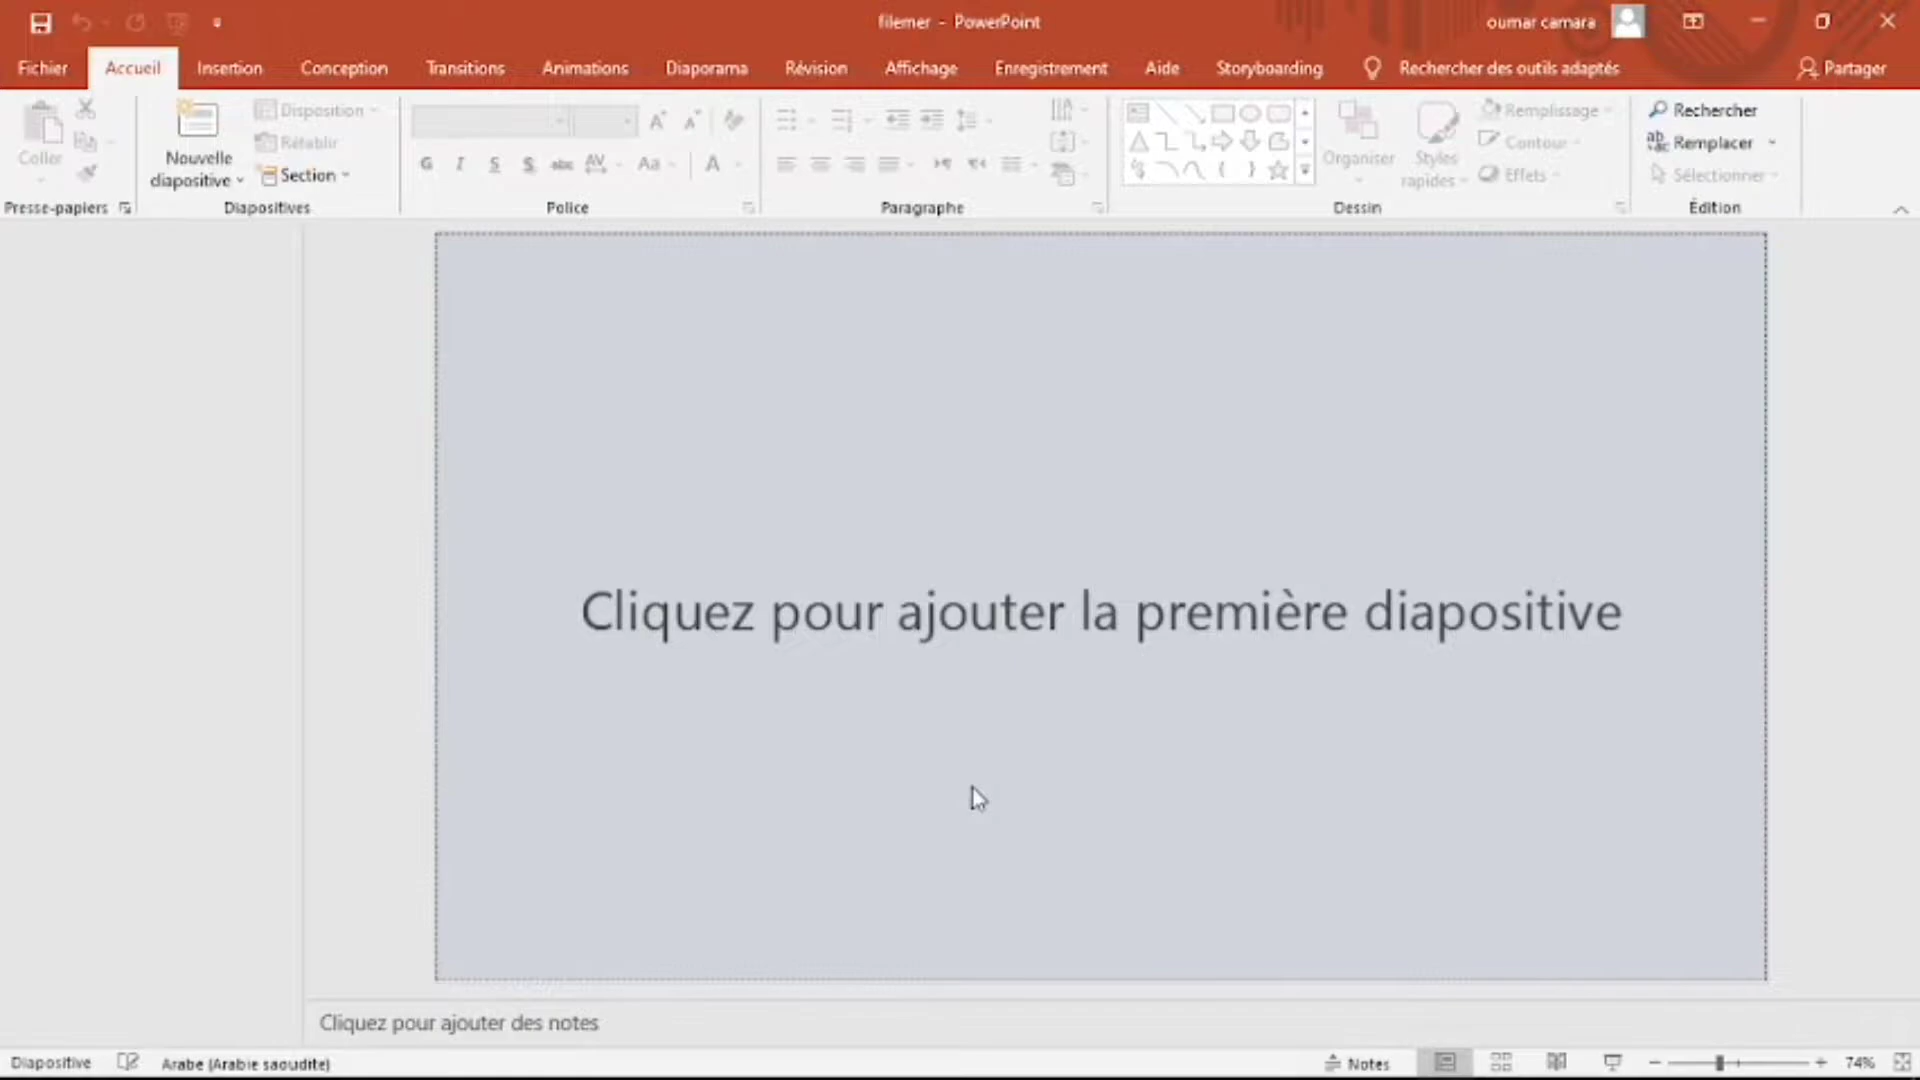 filemer - PowerPoint
oumar camara
Fichier Accueil Insertion Conception Transitions Animations Diaporama Révision Affichage Enregistrement Aide Storyboarding Rechercher des outils adaptés Partager
Coller
Nouvelle diapositive
Disposition
Rétablir
Section
G I S S abc AV Aa A
Organiser
Styles rapides
Remplissage
Contour
Effets
Rechercher
Remplacer
Sélectionner
Presse-papiers Diapositives Police Paragraphe Dessin Édition
Cliquez pour ajouter la première diapositive
Cliquez pour ajouter des notes
Diapositive Arabe (Arabie saoudite) Notes 74%